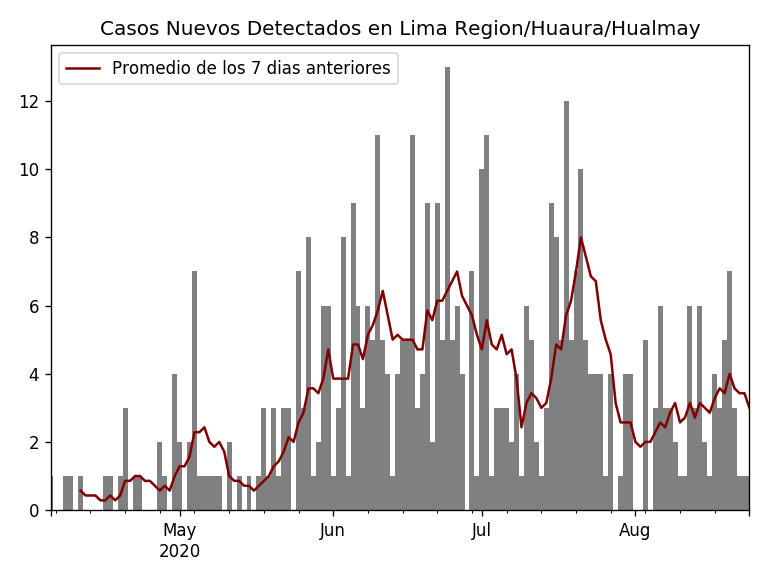 Casos Nuevos Detectados en Lima Region/Huaura/Hualmay
Promedio de los 7 dias anteriores
12
10
8
6
4
2
0
May Jun Jul Aug
2020